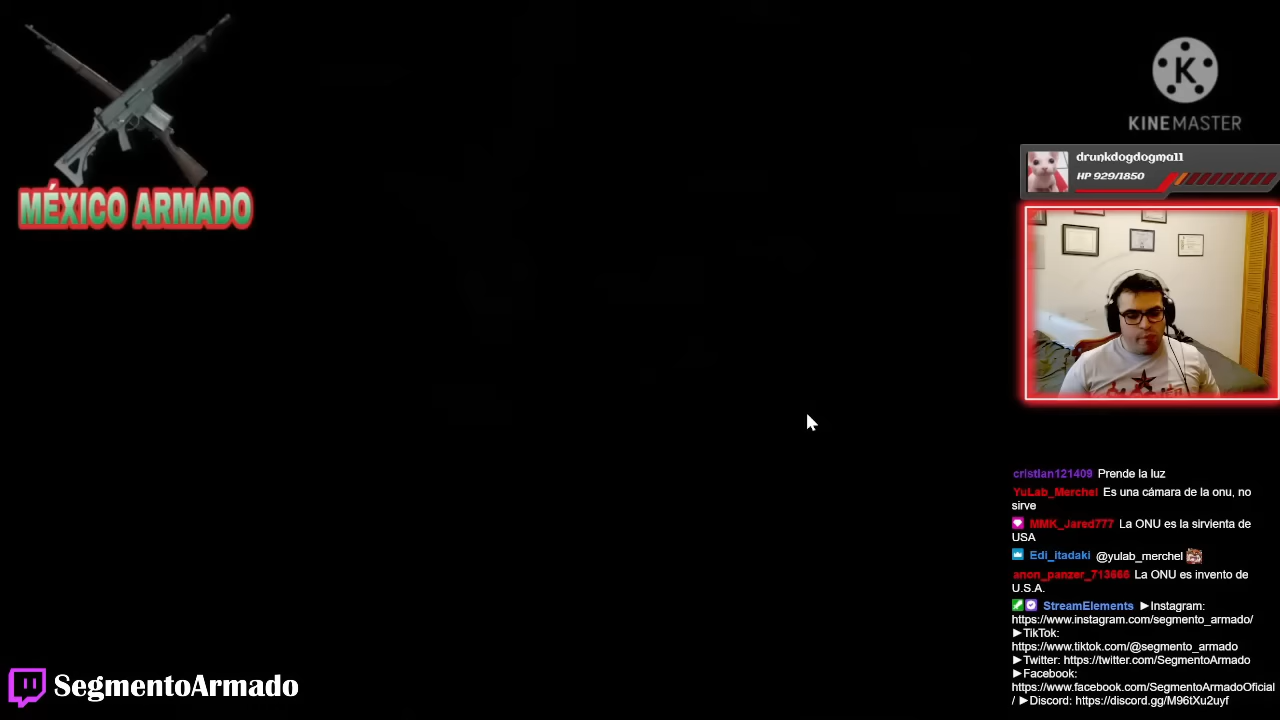 MÉXICO ARMADO
K
KINEMASTER
drunkdogdogma11
HP 929/1850
cristian121409 Prende la luz
YuLab_Merchel Es una cámara de la onu, no
sirve
MMK_Jared777 La ONU es la sirvienta de
USA
Edi_itadaki @yulab_merchel
anon_panzer_713666 La ONU es invento de
U.S.A.
StreamElements ►Instagram:
https://www.instagram.com/segmento_armado/
►TikTok:
https://www.tiktok.com/@segmento_armado
►Twitter: https://twitter.com/SegmentoArmado
►Facebook:
https://www.facebook.com/SegmentoArmadoOficial
/ ►Discord: https://discord.gg/M96tXu2uyf
SegmentoArmado